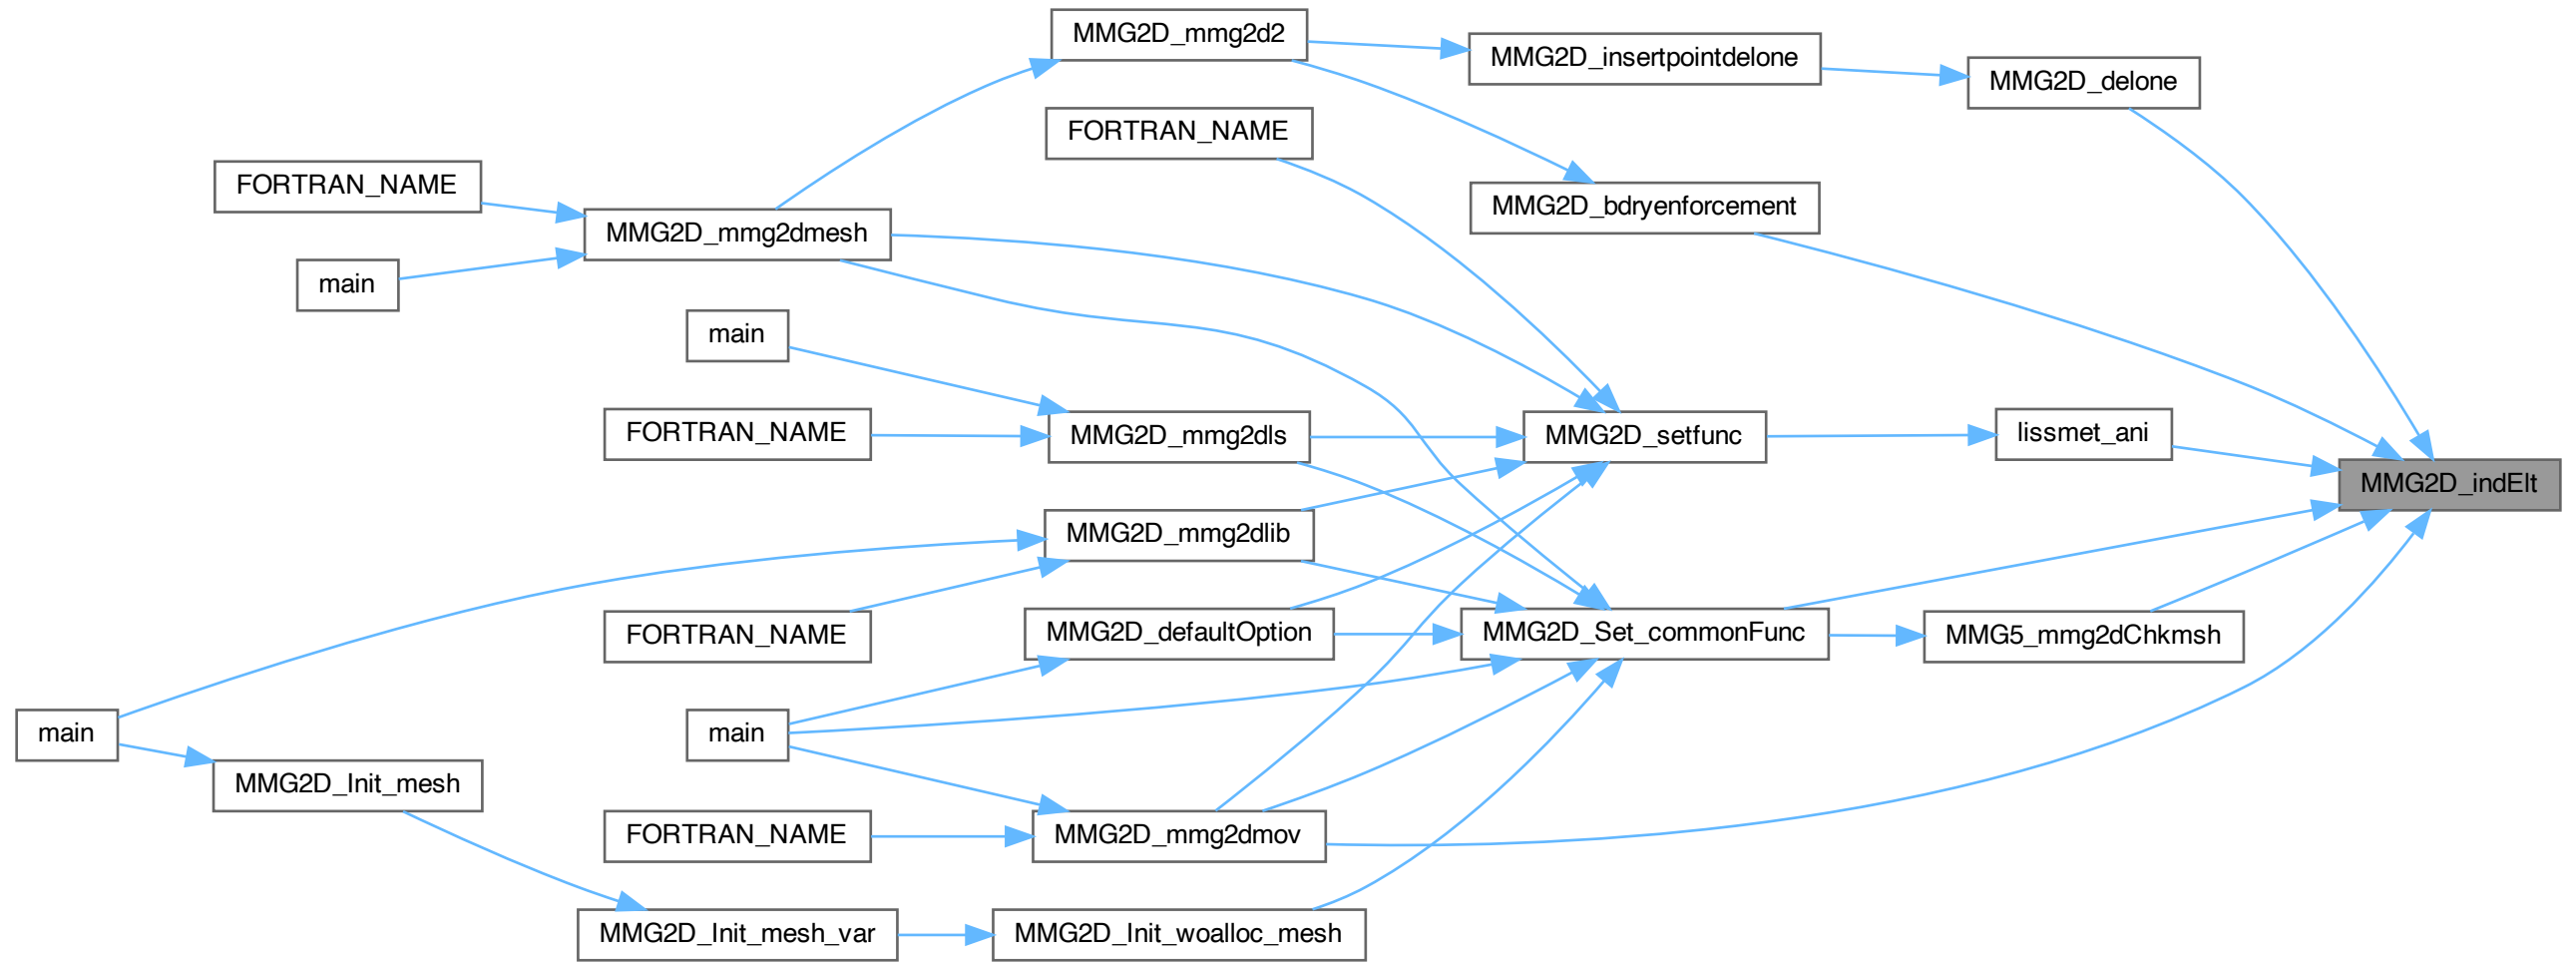 MMG2D_mmg2d2
MMG2D_insertpointdelone
MMG2D_delone
FORTRAN_NAME
FORTRAN_NAME
MMG2D_bdryenforcement
MMG2D_mmg2dmesh
main
main
MMG2D_mmg2dls
FORTRAN_NAME
MMG2D_setfunc
lissmet_ani
MMG2D_indElt
MMG2D_mmg2dlib
FORTRAN_NAME
MMG2D_defaultOption
MMG2D_Set_commonFunc
MMG5_mmg2dChkmsh
main
main
MMG2D_Init_mesh
FORTRAN_NAME
MMG2D_mmg2dmov
MMG2D_Init_mesh_var
MMG2D_Init_woalloc_mesh